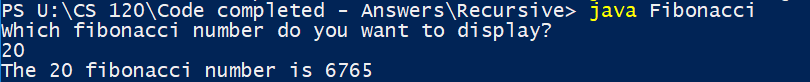 PS U:\CS 120\Code completed - Answers\Recursive> java Fibonacci
Which fibonacci number do you want to display?
20
The 20 fibonacci number is 6765